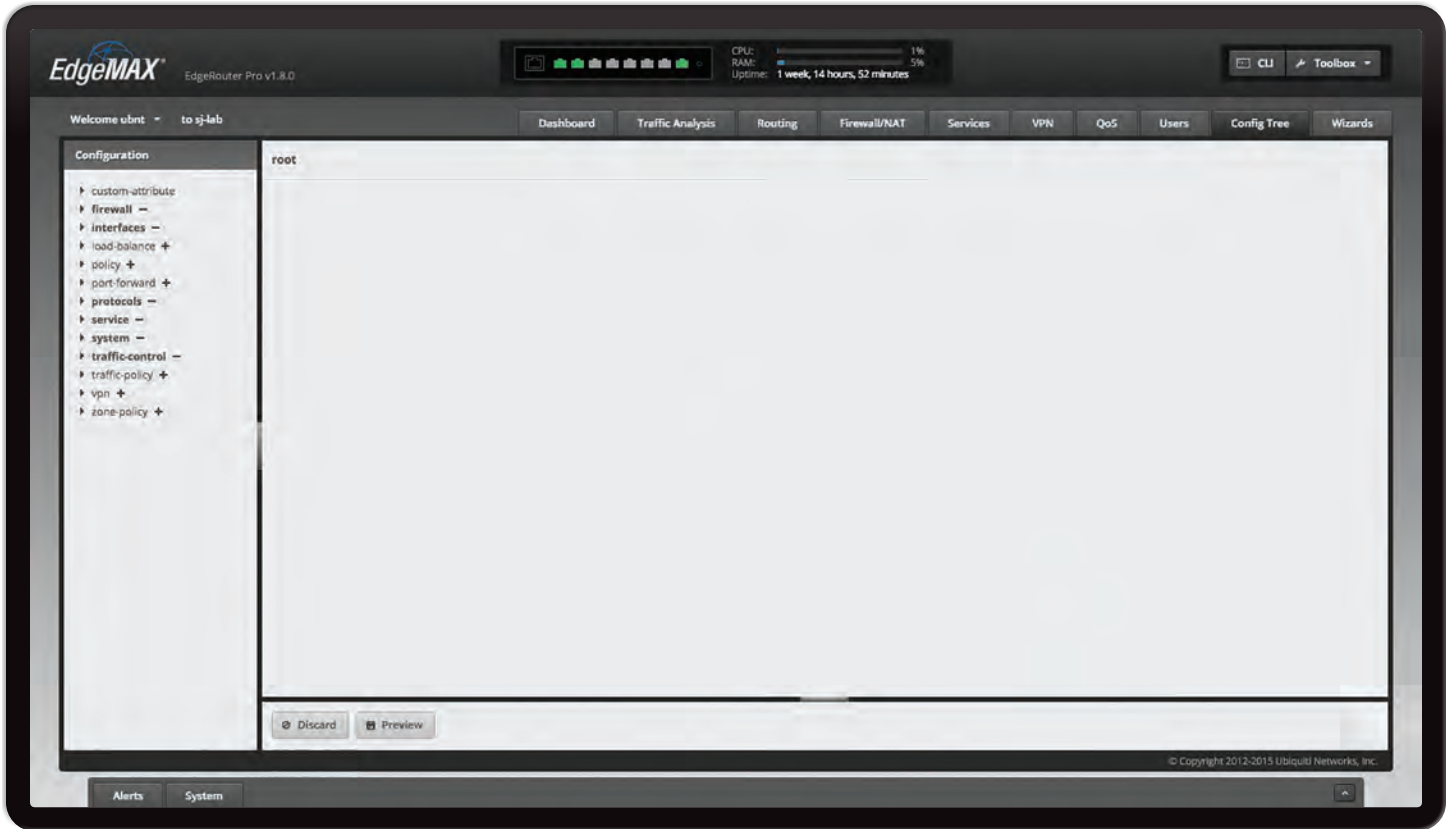 EdgeMAX®
EdgeRouter Pro v1.8.0
CPU: 1%
RAM: 5%
Uptime: 1 week, 14 hours, 52 minutes
CLI
Toolbox
Welcome ubnt to sj-lab
Dashboard Traffic Analysis Routing Firewall/NAT Services VPN QoS Users Config Tree Wizards
Configuration
root
custom-attribute
firewall −
interfaces −
load-balance +
policy +
port-forward +
protocols −
service −
system −
traffic-control −
traffic-policy +
vpn +
zone-policy +
Discard Preview
© Copyright 2012-2015 Ubiquiti Networks, Inc.
Alerts System